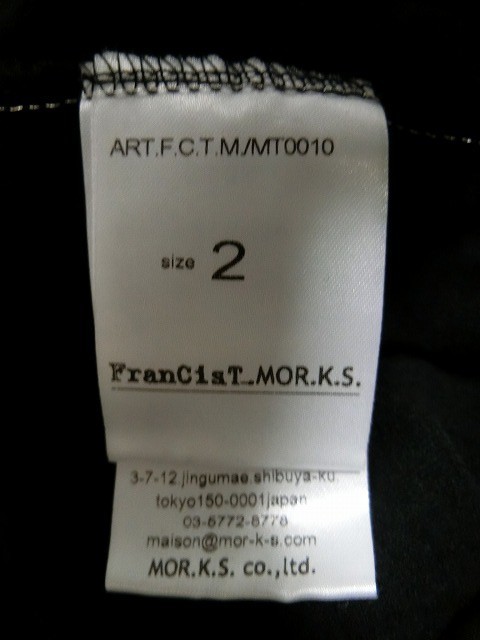 ART.F.C.T.M./MT0010
size 2
FranCisT_MOR.K.S.
3-7-12.jingumae.shibuya-ku.
tokyo150-0001japan
03-5772-8778
maison@mor-k-s.com
MOR.K.S. co.,ltd.